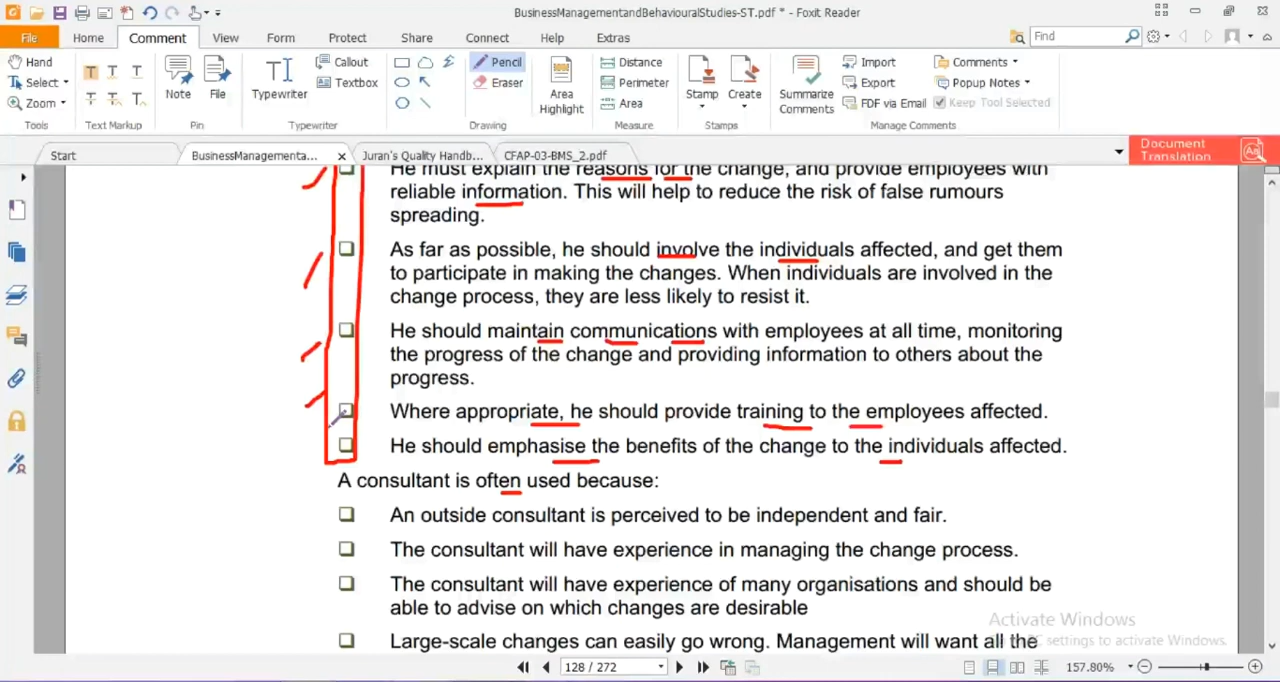 BusinessManagementandBehaviouralStudies-ST.pdf * - Foxit Reader
File Home Comment View Form Protect Share Connect Help Extras Find
Hand Callout Pencil Distance Import Comments
Select Textbox Eraser Perimeter Export Popup Notes
Zoom Note File Typewriter Area Highlight Area Stamp Create Summarize Comments FDF via Email Keep Tool Selected
Tools Text Markup Pin Typewriter Drawing Measure Stamps Manage Comments
Start BusinessManagementa... Juran's Quality Handb... CFAP-03-BMS_2.pdf Document Translation
He must explain the reasons for the change, and provide employees with
reliable information. This will help to reduce the risk of false rumours
spreading.
As far as possible, he should involve the individuals affected, and get them
to participate in making the changes. When individuals are involved in the
change process, they are less likely to resist it.
He should maintain communications with employees at all time, monitoring
the progress of the change and providing information to others about the
progress.
Where appropriate, he should provide training to the employees affected.
He should emphasise the benefits of the change to the individuals affected.
A consultant is often used because:
An outside consultant is perceived to be independent and fair.
The consultant will have experience in managing the change process.
The consultant will have experience of many organisations and should be
able to advise on which changes are desirable
Activate Windows
Large-scale changes can easily go wrong. Management will want all the
settings to activate Windows.
128 / 272 157.80%